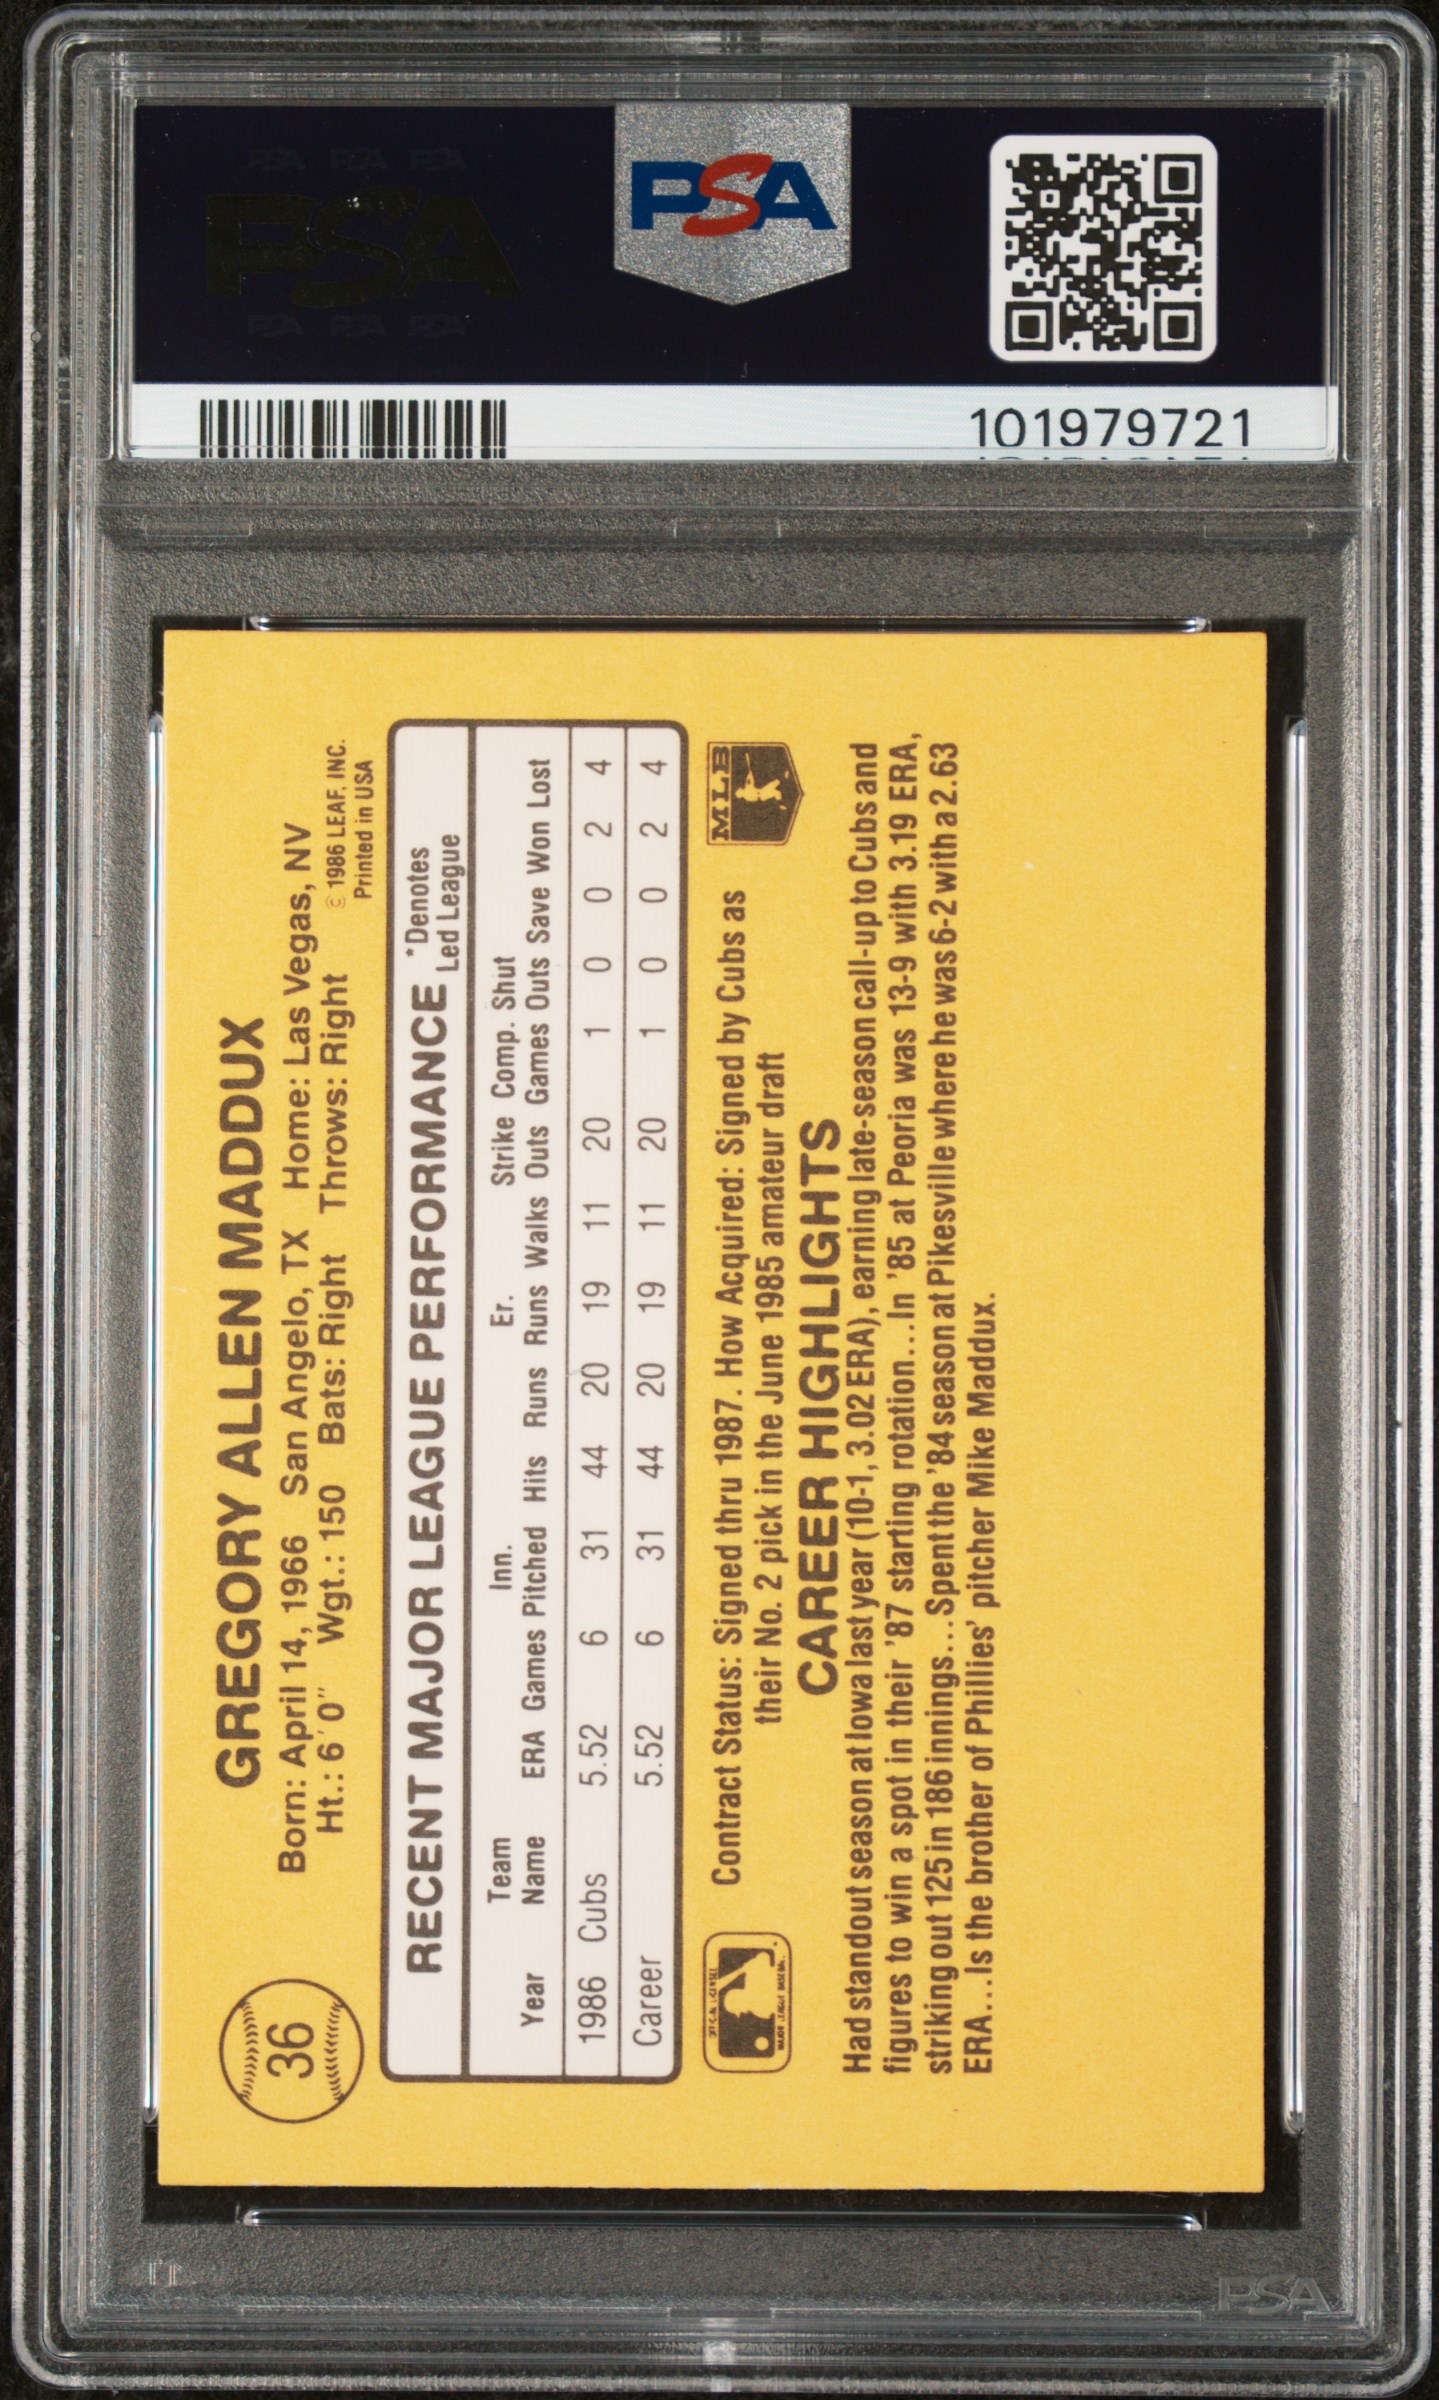 PSA PSA PSA
PSA
PSA PSA PSA
PSA
101979721
36
GREGORY ALLEN MADDUX
Born: April 14, 1966 San Angelo, TX Home: Las Vegas, NV
Ht.: 6'0" Wgt.: 150 Bats: Right Throws: Right
© 1986 LEAF, INC.
Printed in USA
RECENT MAJOR LEAGUE PERFORMANCE
*Denotes
Led League
Team Inn. Er. Strike Comp. Shut
Year Name ERA Games Pitched Hits Runs Runs Walks Outs Games Outs Save Won Lost
1986 Cubs 5.52 6 31 44 20 19 11 20 1 0 0 2 4
Career 5.52 6 31 44 20 19 11 20 1 0 0 2 4
Contract Status: Signed thru 1987. How Acquired: Signed by Cubs as
their No. 2 pick in the June 1985 amateur draft
MLB
CAREER HIGHLIGHTS
Had standout season at Iowa last year (10-1, 3.02 ERA), earning late-season call-up to Cubs and
figures to win a spot in their '87 starting rotation...In '85 at Peoria was 13-9 with 3.19 ERA,
striking out 125 in 186 innings...Spent the '84 season at Pikesville where he was 6-2 with a 2.63
ERA...Is the brother of Phillies' pitcher Mike Maddux.
PSA